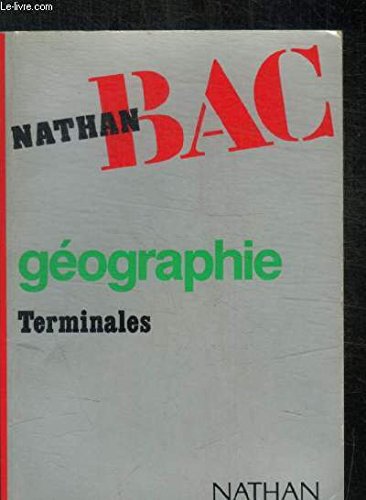 Le-livre.com
NATHAN BAC
géographie
Terminales
NATHAN